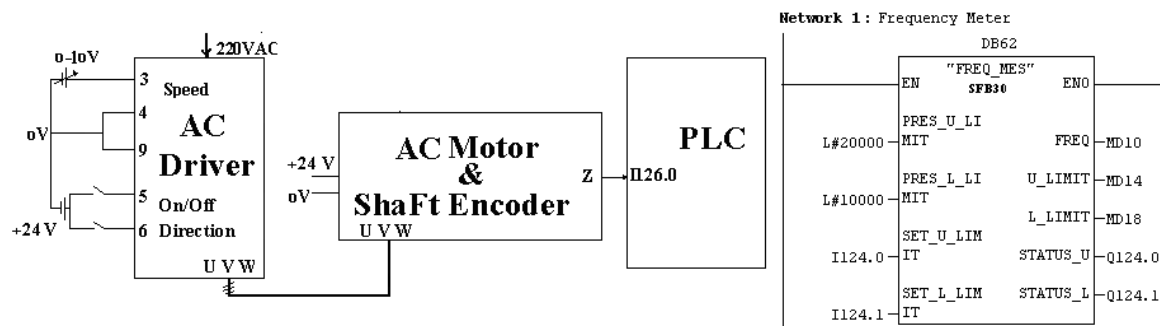 220VAC
0-10V
3
Speed
4
AC
0V
Driver
9
5
On/Off
+24 V
6
Direction
U V W
AC Motor
&
ShaFt Encoder
+24 V
0V
Z
U V W
PLC
I126.0
Network 1: Frequency Meter
DB62
"FREQ_MES"
SFB30
EN
ENO
PRES_U_LI
L#20000
MIT
FREQ
MD10
PRES_L_LI
L#10000
MIT
U_LIMIT
MD14
L_LIMIT
MD18
SET_U_LIM
I124.0
IT
STATUS_U
Q124.0
SET_L_LIM
I124.1
IT
STATUS_L
Q124.1